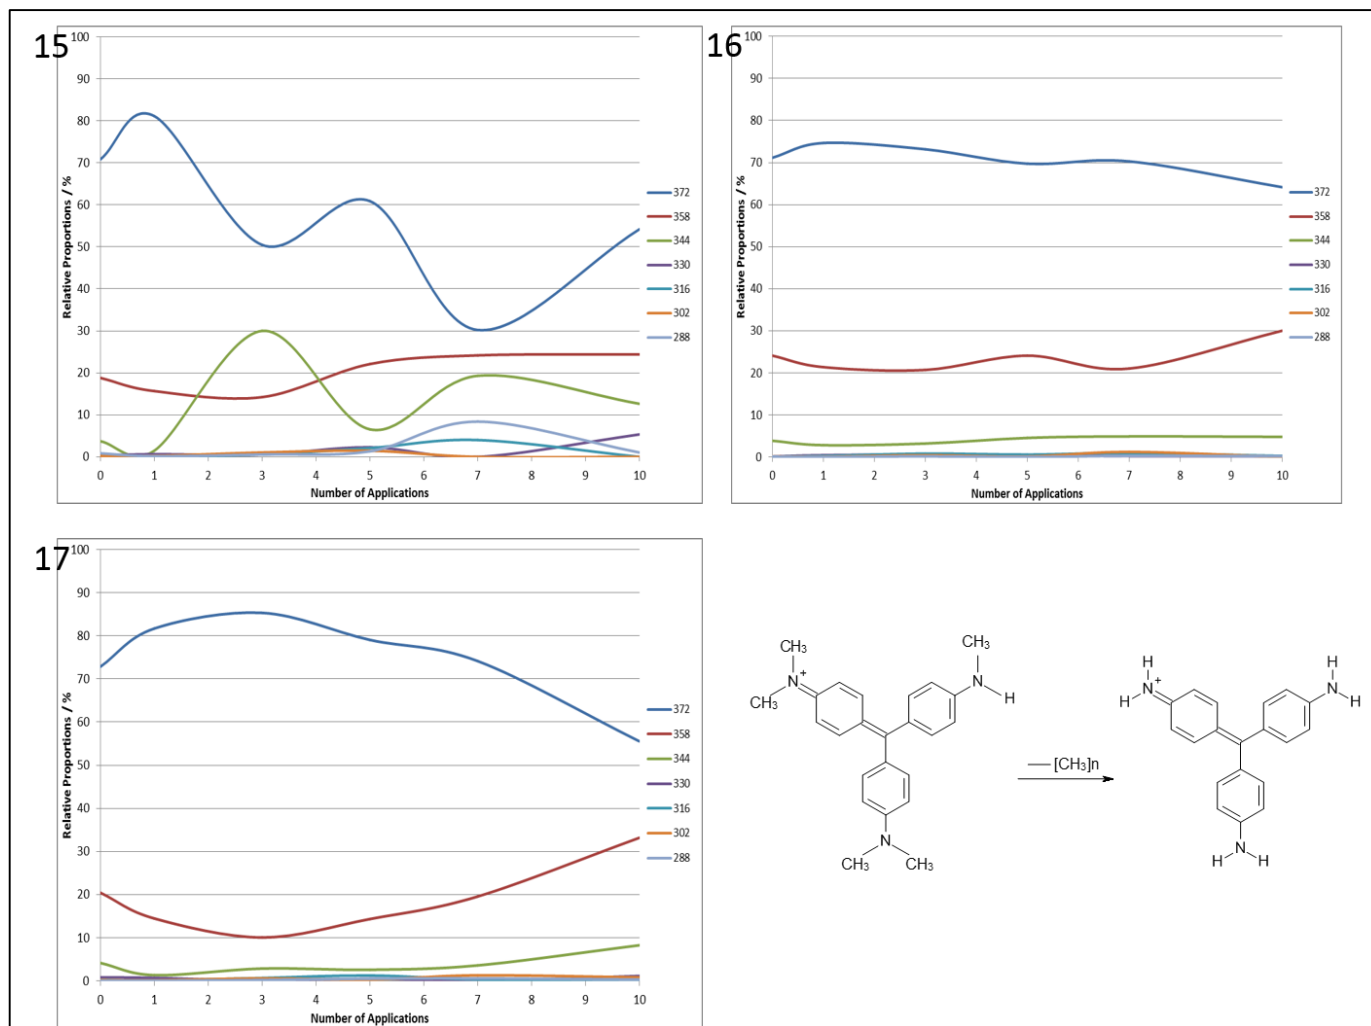 15
100
90
80
70
60
50
40
30
20
10
0
Relative Proportions / %
0 1 2 3 4 5 6 7 8 9 10
Number of Applications
372
358
344
330
316
302
288
16
100
90
80
70
60
50
40
30
20
10
0
Relative Proportions / %
0 1 2 3 4 5 6 7 8 9 10
Number of Applications
372
358
344
330
316
302
288
17
100
90
80
70
60
50
40
30
20
10
0
Relative Proportions / %
0 1 2 3 4 5 6 7 8 9 10
Number of Applications
372
358
344
330
316
302
288
CH₃
N⁺
CH₃
CH₃
N H
N
CH₃ CH₃
[CH₃]n
H
N⁺
H
H
N
H
N
H H